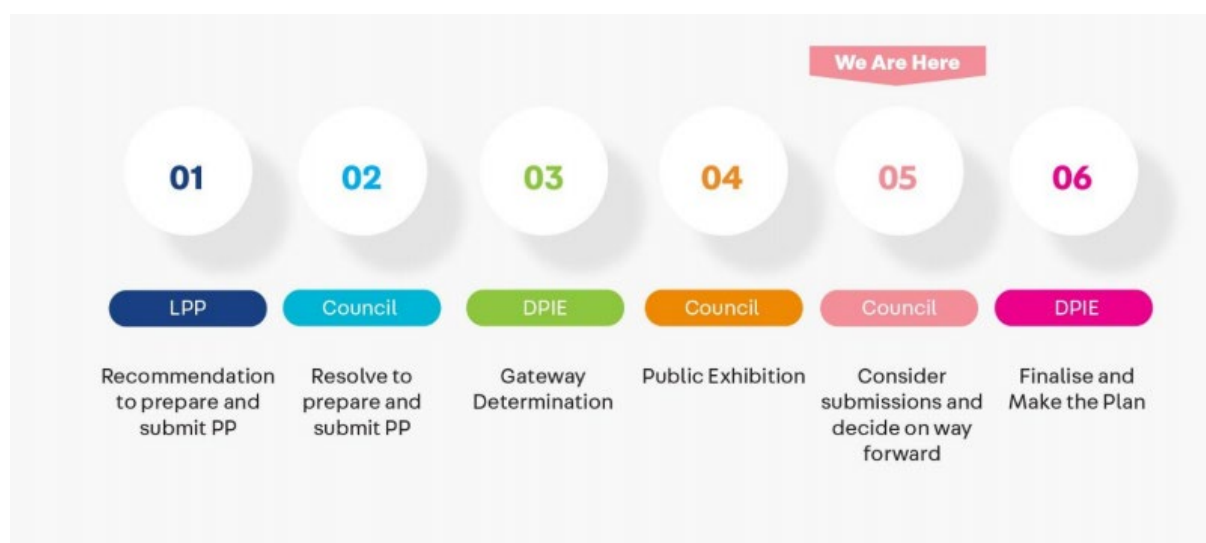 We Are Here
01
02
03
04
05
06
LPP
Council
DPIE
Council
Council
DPIE
Recommendation
to prepare and
submit PP
Resolve to
prepare and
submit PP
Gateway
Determination
Public Exhibition
Consider
submissions and
decide on way
forward
Finalise and
Make the Plan